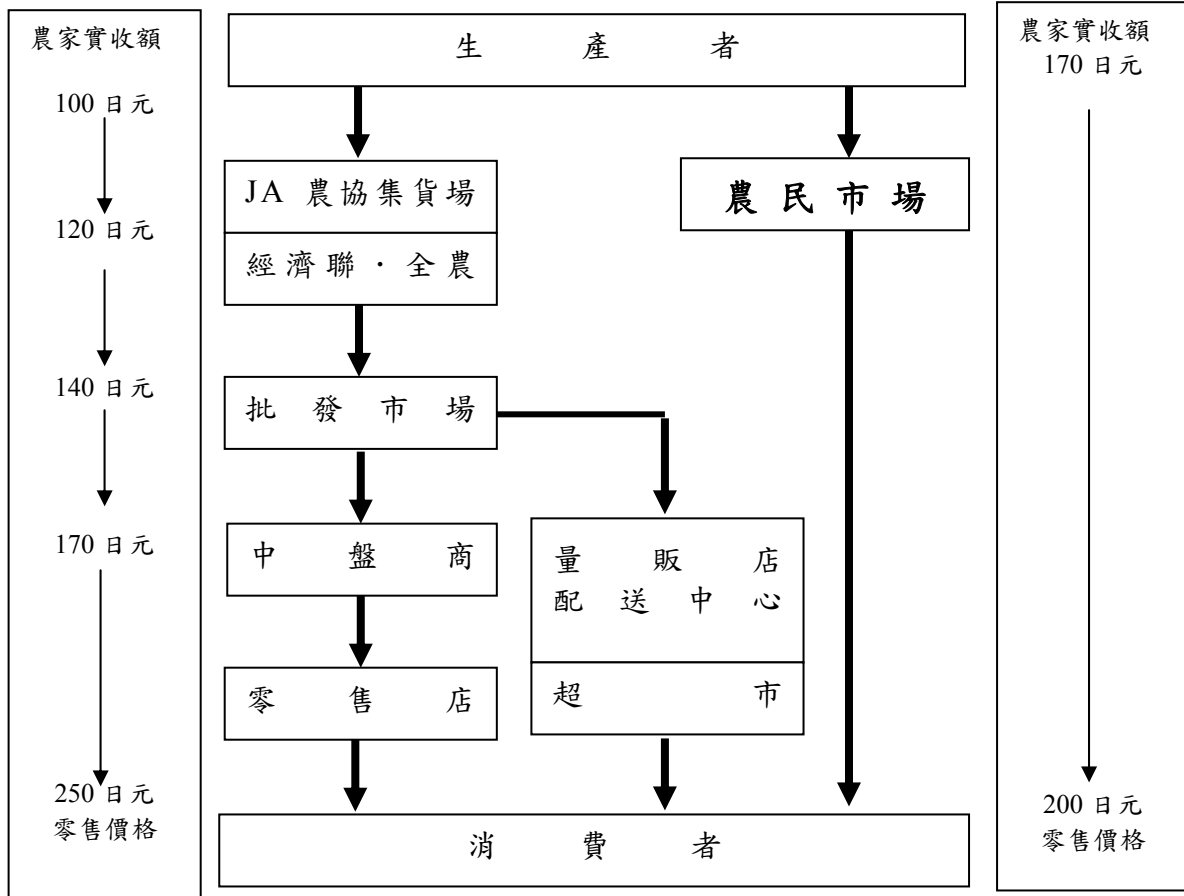 農家實收額
100 日元
120 日元
140 日元
170 日元
250 日元
零售價格
生產者
JA 農協集貨場
經濟聯．全農
批發市場
中盤商
零售店
農民市場
量販店
配送中心
超市
消費者
農家實收額
170 日元
200 日元
零售價格